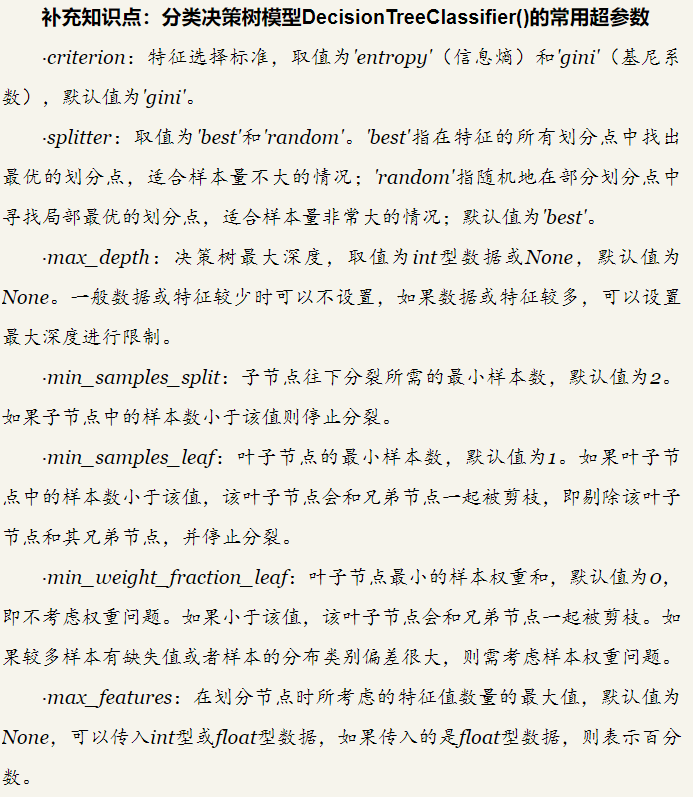 补充知识点：分类决策树模型DecisionTreeClassifier()的常用超参数
·criterion：特征选择标准，取值为'entropy'（信息熵）和'gini'（基尼系
数），默认值为'gini'。
·splitter：取值为'best'和'random'。'best'指在特征的所有划分点中找出
最优的划分点，适合样本量不大的情况；'random'指随机地在部分划分点中
寻找局部最优的划分点，适合样本量非常大的情况；默认值为'best'。
·max_depth：决策树最大深度，取值为int型数据或None，默认值为
None。一般数据或特征较少时可以不设置，如果数据或特征较多，可以设置
最大深度进行限制。
·min_samples_split：子节点往下分裂所需的最小样本数，默认值为2。
如果子节点中的样本数小于该值则停止分裂。
·min_samples_leaf：叶子节点的最小样本数，默认值为1。如果叶子节
点中的样本数小于该值，该叶子节点会和兄弟节点一起被剪枝，即剔除该叶子
节点和其兄弟节点，并停止分裂。
·min_weight_fraction_leaf：叶子节点最小的样本权重和，默认值为0，
即不考虑权重问题。如果小于该值，该叶子节点会和兄弟节点一起被剪枝。如
果较多样本有缺失值或者样本的分布类别偏差很大，则需考虑样本权重问题。
·max_features：在划分节点时所考虑的特征值数量的最大值，默认值为
None，可以传入int型或float型数据，如果传入的是float型数据，则表示百分
数。